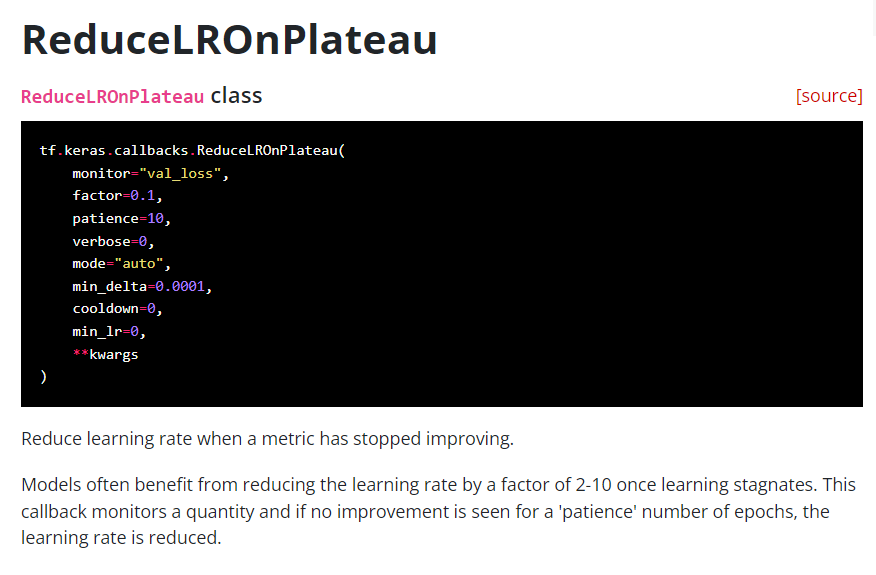 ReduceLROnPlateau
ReduceLROnPlateau class
[source]
tf.keras.callbacks.ReduceLROnPlateau(
    monitor="val_loss",
    factor=0.1,
    patience=10,
    verbose=0,
    mode="auto",
    min_delta=0.0001,
    cooldown=0,
    min_lr=0,
    **kwargs
)
Reduce learning rate when a metric has stopped improving.
Models often benefit from reducing the learning rate by a factor of 2-10 once learning stagnates. This
callback monitors a quantity and if no improvement is seen for a 'patience' number of epochs, the
learning rate is reduced.